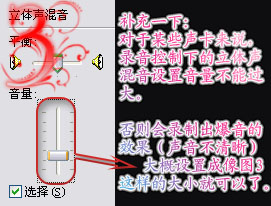 立体声混音
平衡:
音量:
选择(S)
3
补充一下:
对于某些声卡来说。
录音控制下的立体声
混音设置音量不能过
大。
否则会录制出爆音的
效果(声音不清晰)
大概设置成像图3
这样的大小就可以了。